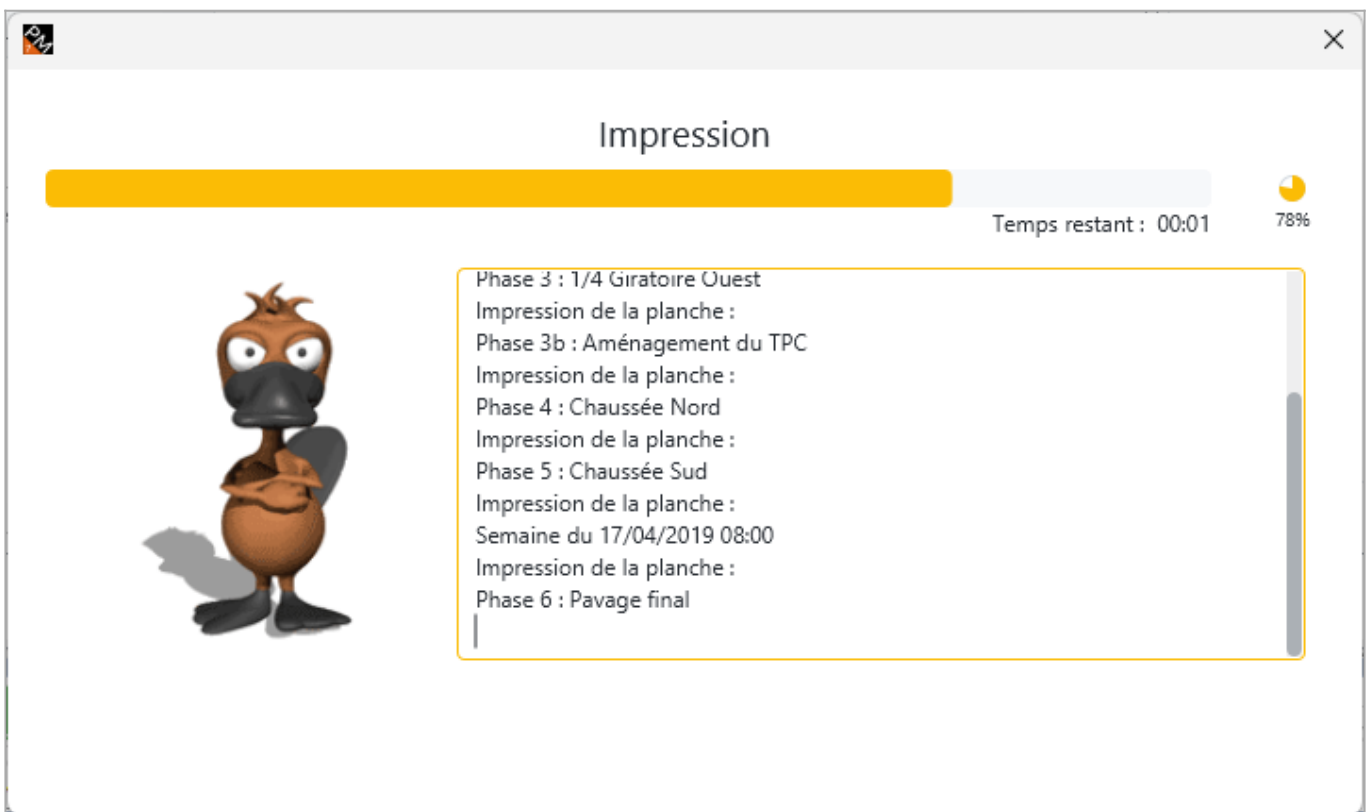 PM
7
Impression
Temps restant : 00:01
78%
Phase 3 : 1/4 Giratoire Ouest
Impression de la planche :
Phase 3b : Aménagement du TPC
Impression de la planche :
Phase 4 : Chaussée Nord
Impression de la planche :
Phase 5 : Chaussée Sud
Impression de la planche :
Semaine du 17/04/2019 08:00
Impression de la planche :
Phase 6 : Pavage final